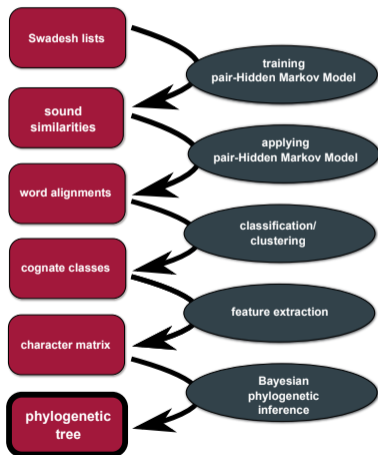 Swadesh lists
training
pair-Hidden Markov Model
sound
similarities
applying
pair-Hidden Markov Model
word alignments
classification/
clustering
cognate classes
feature extraction
character matrix
Bayesian
phylogenetic
inference
phylogenetic
tree